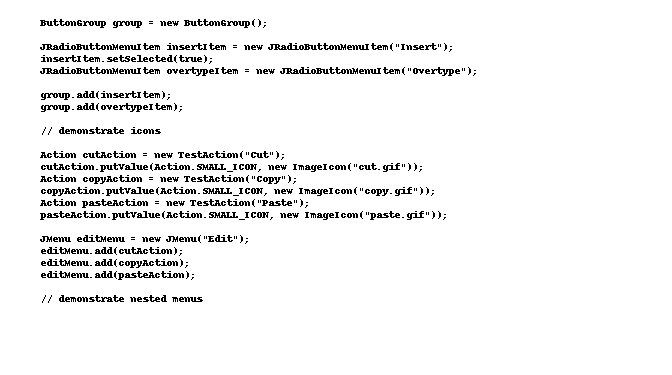 ButtonGroup group = new ButtonGroup();
JRadioButtonMenuItem insertItem = new JRadioButtonMenuItem("Insert");
insertItem.setSelected(true);
JRadioButtonMenuItem overtypeItem = new JRadioButtonMenuItem("Overtype");
group.add(insertItem);
group.add(overtypeItem);
// demonstrate icons
Action cutAction = new TestAction("Cut");
cutAction.putValue(Action.SMALL_ICON, new ImageIcon("cut.gif"));
Action copyAction = new TestAction("Copy");
copyAction.putValue(Action.SMALL_ICON, new ImageIcon("copy.gif"));
Action pasteAction = new TestAction("Paste");
pasteAction.putValue(Action.SMALL_ICON, new ImageIcon("paste.gif"));
JMenu editMenu = new JMenu("Edit");
editMenu.add(cutAction);
editMenu.add(copyAction);
editMenu.add(pasteAction);
// demonstrate nested menus